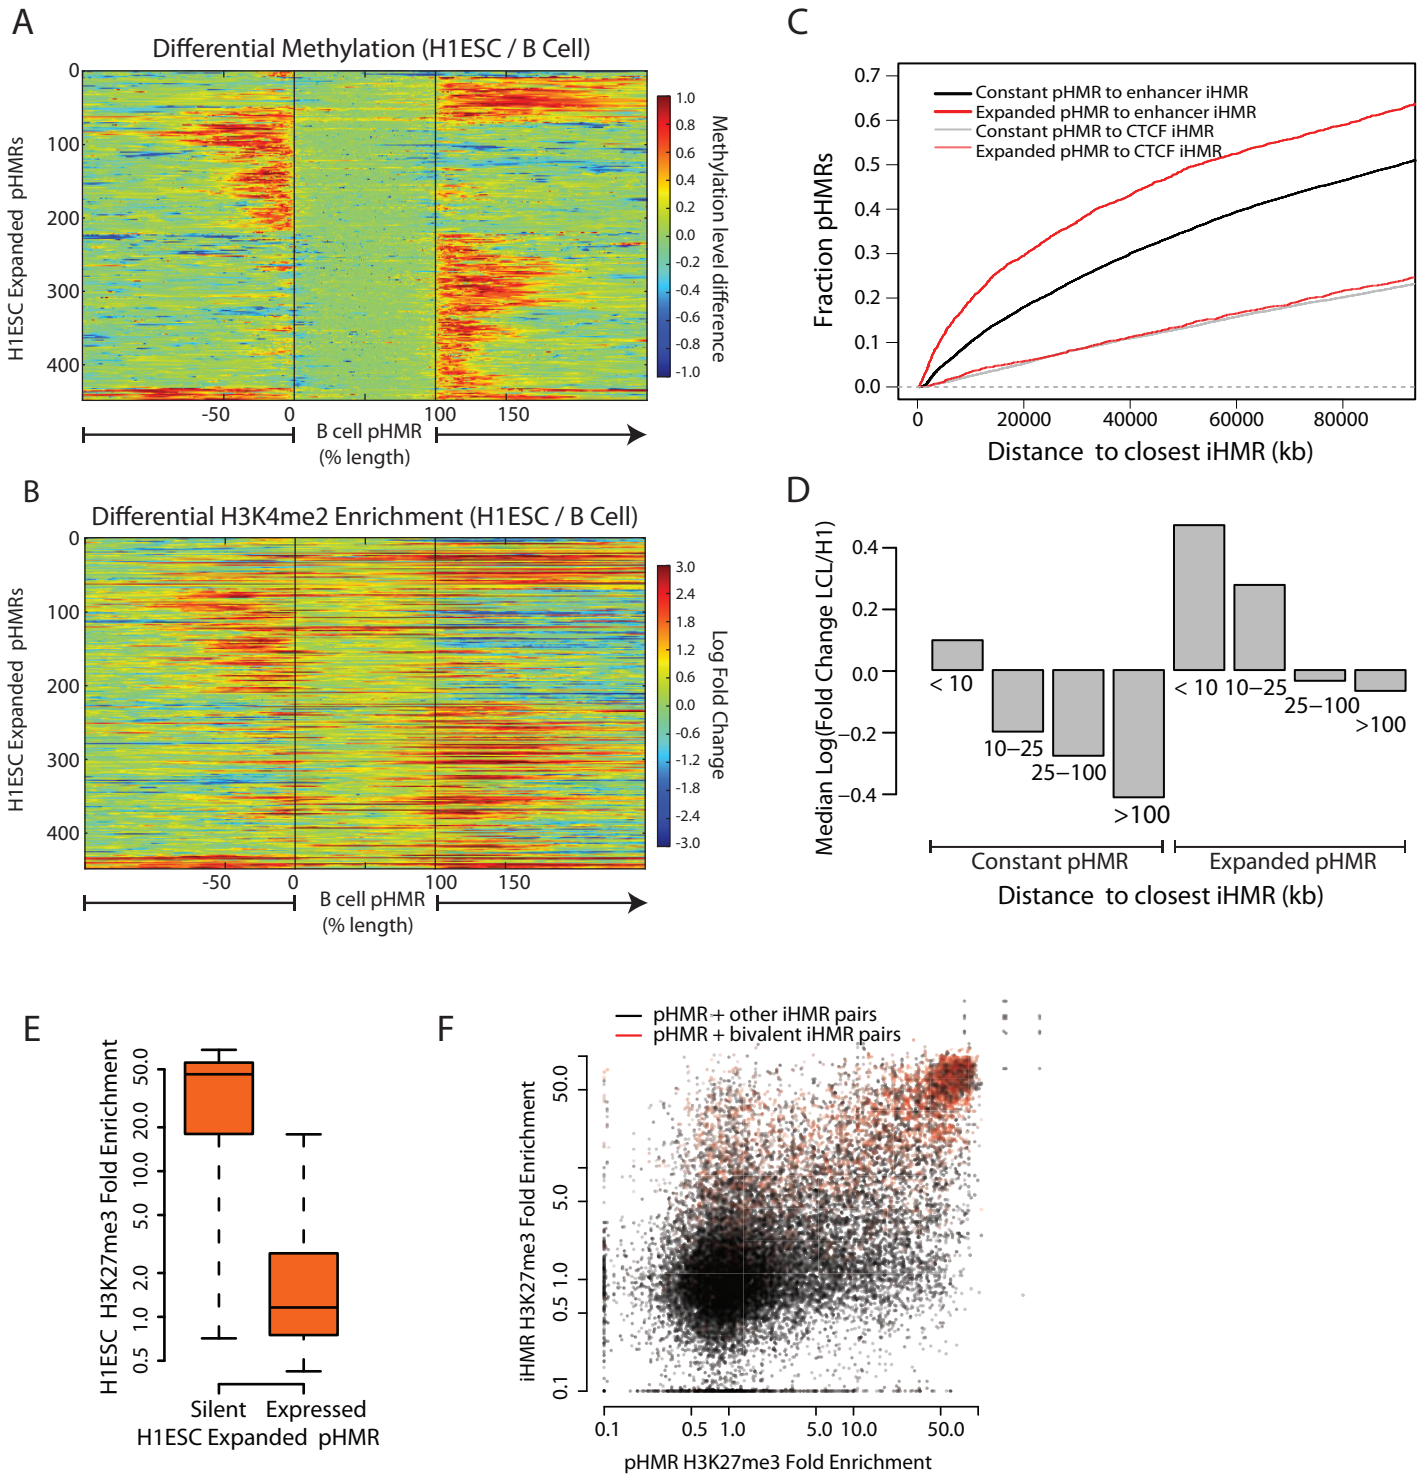 A
Differential Methylation (H1ESC / B Cell)
H1ESC Expanded pHMRs
0
100
200
300
400
-50
0
100
150
B cell pHMR
(% length)
1.0
0.8
0.6
0.4
0.2
0.0
-0.2
-0.4
-0.6
-0.8
-1.0
Methylation level difference
B
Differential H3K4me2 Enrichment (H1ESC / B Cell)
H1ESC Expanded pHMRs
0
100
200
300
400
-50
0
100
150
B cell pHMR
(% length)
3.0
2.4
1.8
1.2
0.6
0.0
-0.6
-1.2
-1.8
-2.4
-3.0
Log Fold Change
C
Fraction pHMRs
0.7
0.6
0.5
0.4
0.3
0.2
0.1
0.0
Constant pHMR to enhancer iHMR
Expanded pHMR to enhancer iHMR
Constant pHMR to CTCF iHMR
Expanded pHMR to CTCF iHMR
0
20000
40000
60000
80000
Distance to closest iHMR (kb)
D
Median Log(Fold Change LCL/H1)
0.4
0.2
0.0
−0.2
−0.4
< 10
10−25
25−100
>100
< 10
10−25
25−100
>100
Constant pHMR
Expanded pHMR
Distance to closest iHMR (kb)
E
H1ESC H3K27me3 Fold Enrichment
50.0
20.0
10.0
5.0
2.0
1.0
0.5
Silent
Expressed
H1ESC Expanded pHMR
F
pHMR + other iHMR pairs
pHMR + bivalent iHMR pairs
iHMR H3K27me3 Fold Enrichment
50.0
5.0
1.0
0.5
0.1
0.1
0.5
1.0
5.0
10.0
50.0
pHMR H3K27me3 Fold Enrichment